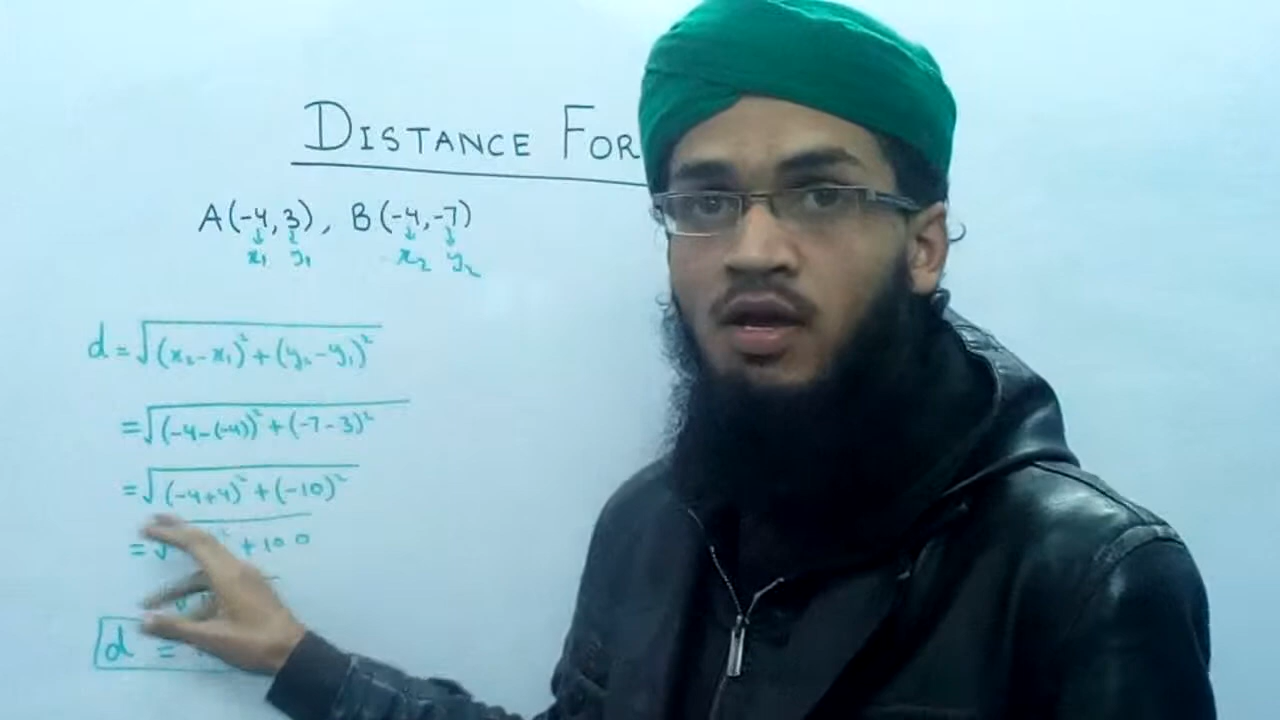 DISTANCE FOR
A(-4,3), B(-4,-7)
x₁ y₁ x₂ y₂
d = √(x₂-x₁)² + (y₂-y₁)²
= √(-4-(-4))² + (-7-3)²
= √(-4+4)² + (-10)²
= √ ² + 100
d =